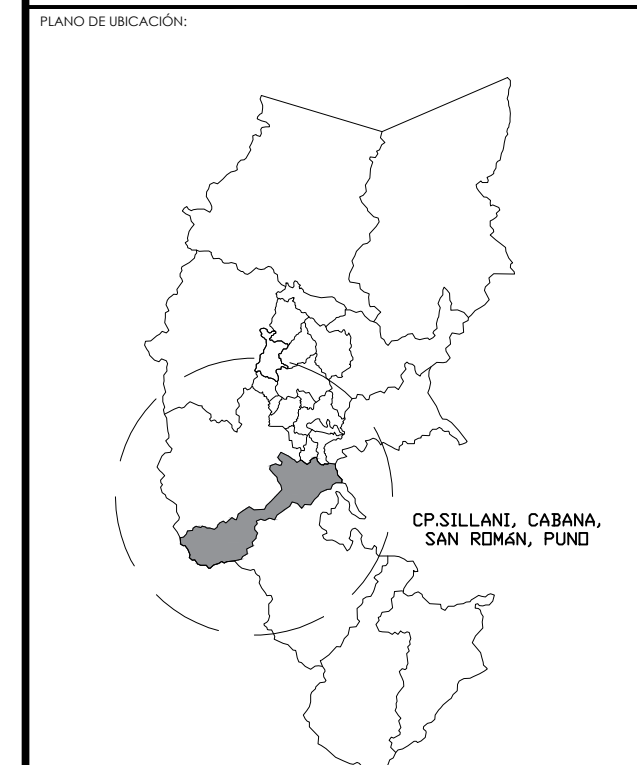 PLANO DE UBICACIÓN:
CP.SILLANI, CABANA,
SAN ROMáN, PUNO